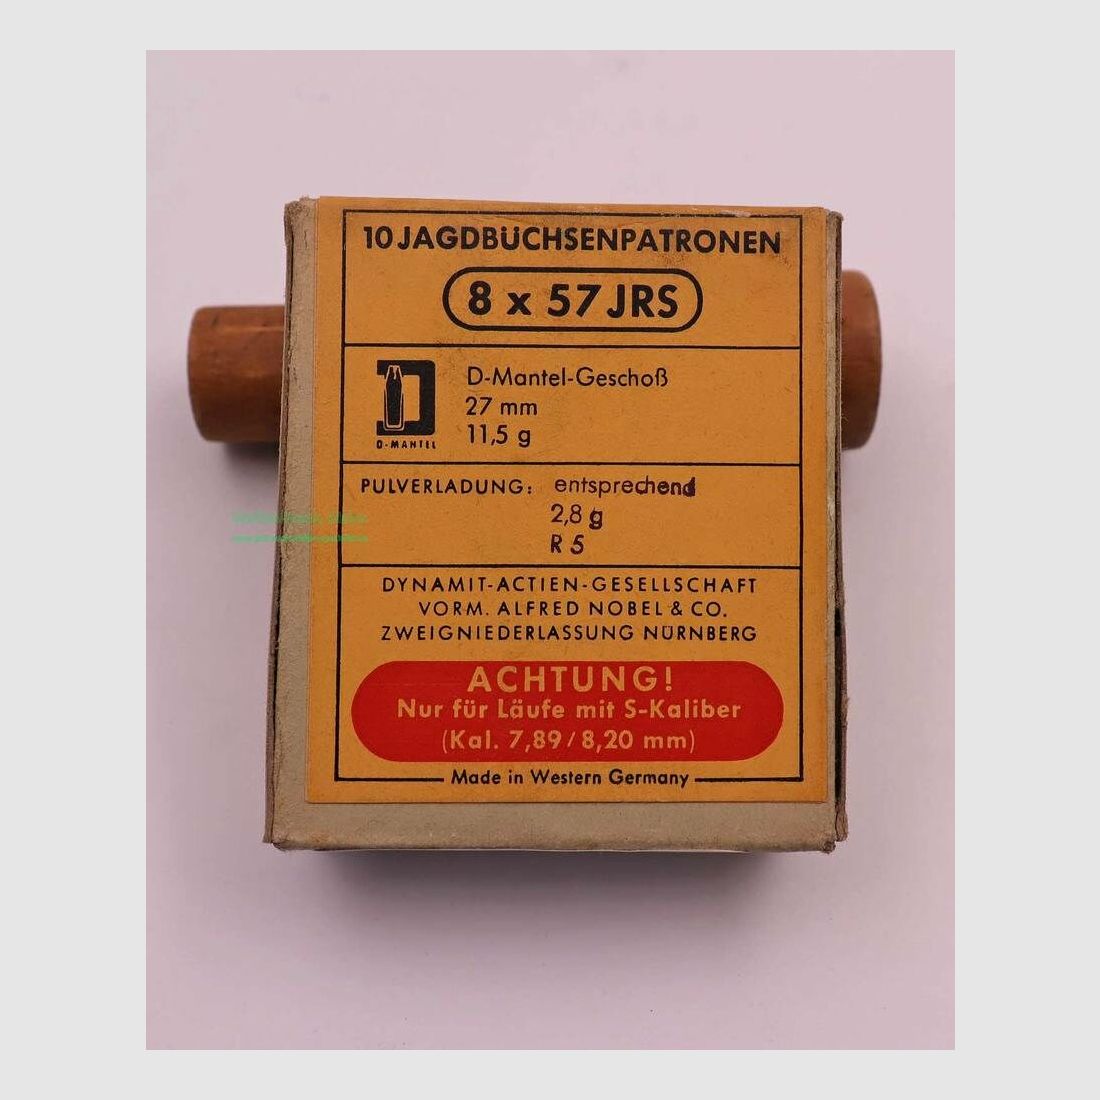 10 JAGDBÜCHSENPATRONEN
8 x 57 JRS
D-Mantel-Geschoß
27 mm
11,5 g
D-MANTEL
PULVERLADUNG: entsprechend
2,8 g
R 5
DYNAMIT-ACTIEN-GESELLSCHAFT
VORM. ALFRED NOBEL & CO.
ZWEIGNIEDERLASSUNG NÜRNBERG
ACHTUNG!
Nur für Läufe mit S-Kaliber
(Kal. 7,89 / 8,20 mm)
Made in Western Germany